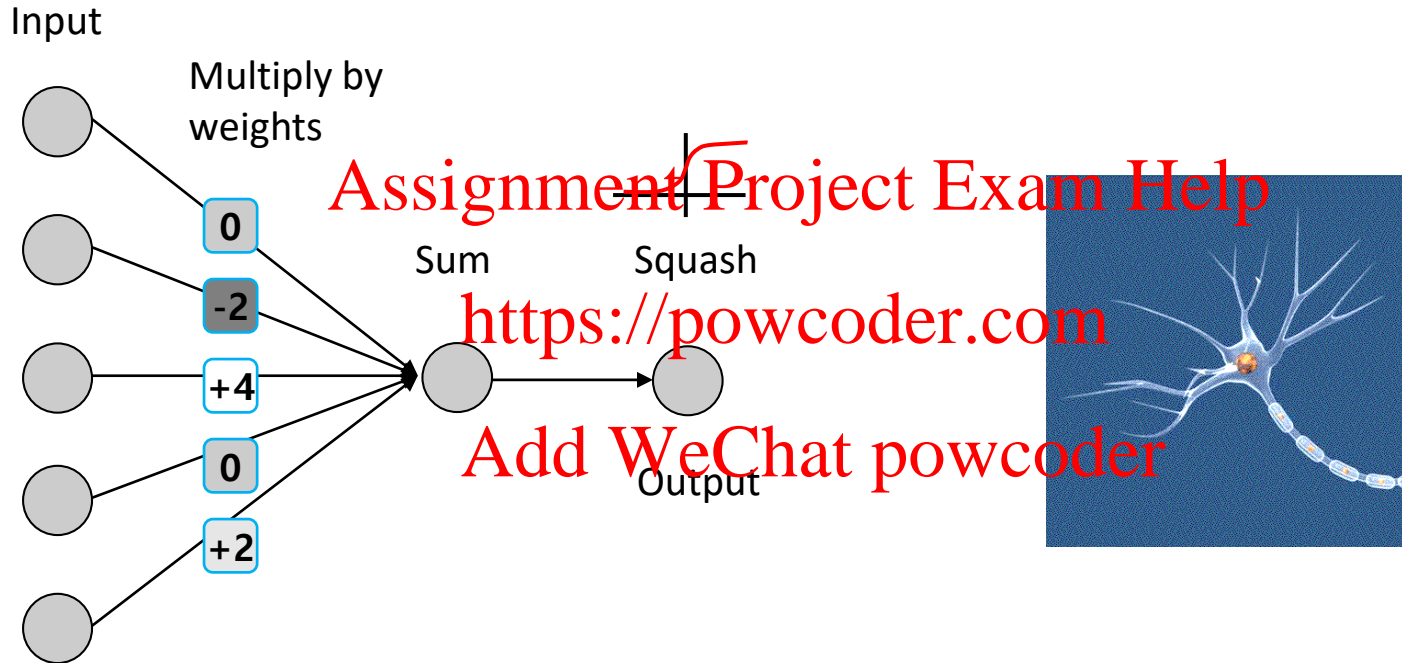 Input
Multiply by
weights
Assignment Project Exam Help
0
Sum
Squash
-2
https://powcoder.com
+4
Add WeChat powcoder
0
Output
+2